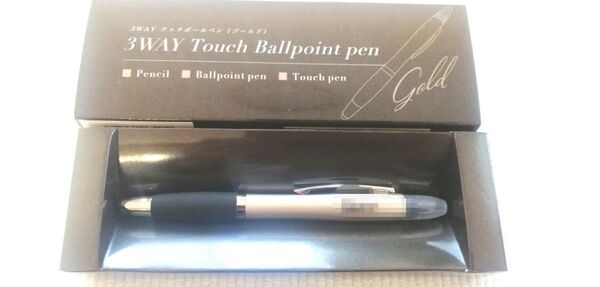 3WAY タッチボールペン (ゴールド)
3WAY Touch Ballpoint pen
Pencil Ballpoint pen Touch pen
Gold